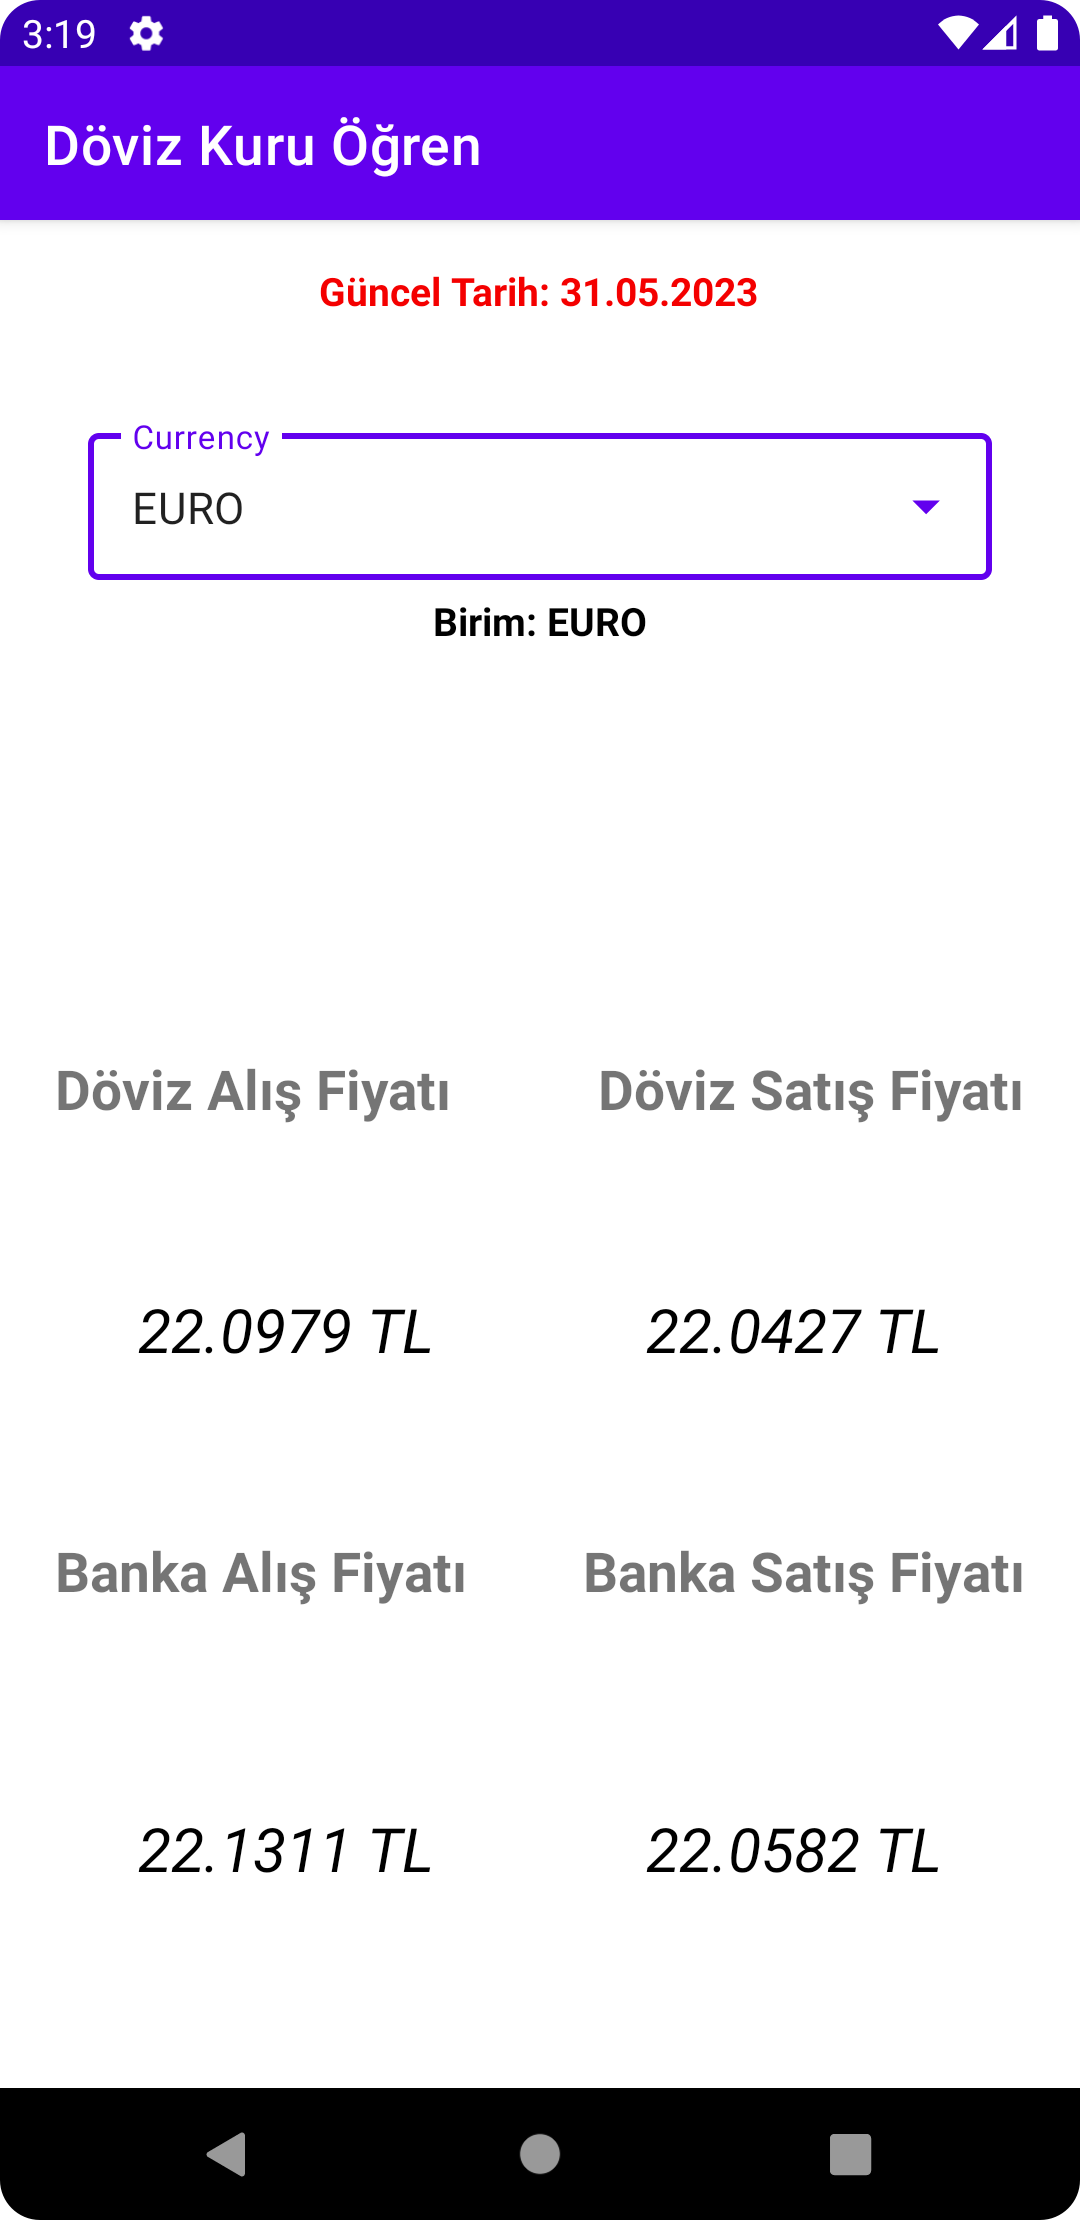 3:19
Döviz Kuru Öğren
Güncel Tarih: 31.05.2023
Currency
EURO
Birim: EURO
Döviz Alış Fiyatı Döviz Satış Fiyatı
22.0979 TL 22.0427 TL
Banka Alış Fiyatı Banka Satış Fiyatı
22.1311 TL 22.0582 TL